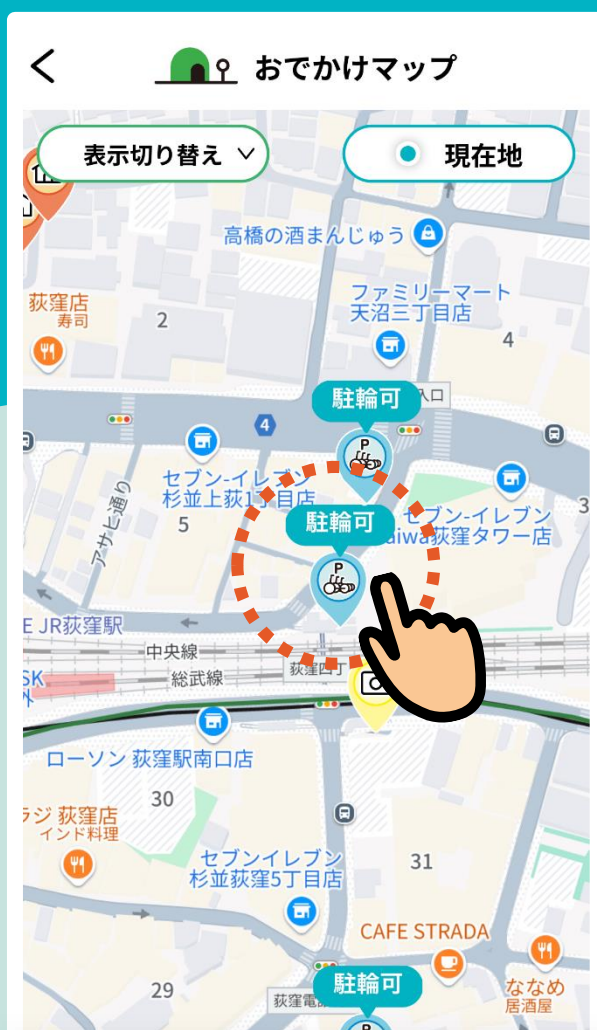 おでかけマップ
表示切り替え
現在地
高橋の酒まんじゅう
ファミリーマート
天沼三丁目店
荻窪店
寿司
2
4
駐輪可
入口
4
P
セブン-イレブン
杉並上荻1丁目店
3
アサヒ通り
5
駐輪可
セブン-イレブン
aiwa荻窪タワー店
P
E JR荻窪駅
中央線
荻窪四丁
SK
総武線
外
ローソン 荻窪駅南口店
30
ラジ 荻窪店
インド料理
セブンイレブン
杉並荻窪5丁目店
31
CAFE STRADA
29
駐輪可
荻窪電
ななめ
居酒屋
P